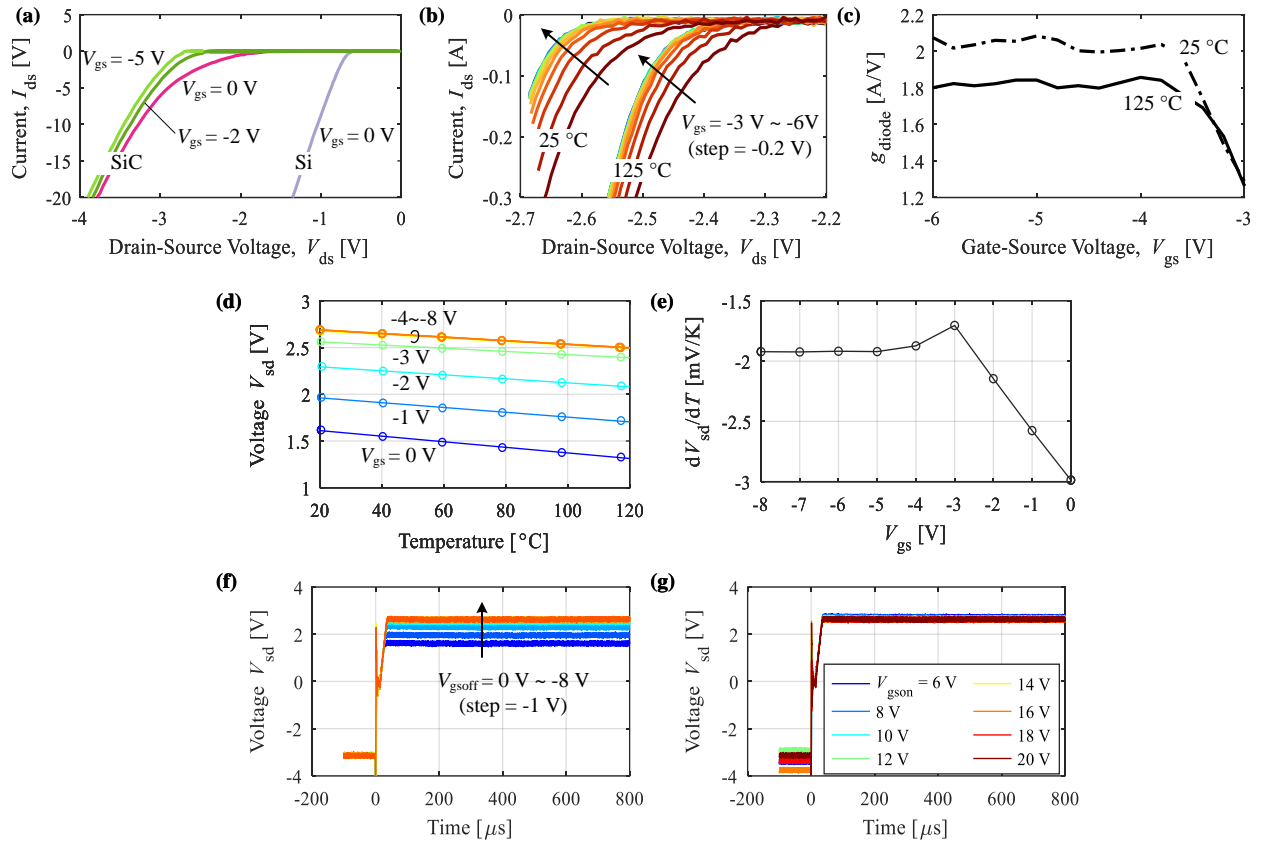 (a)
5
0
-5
-10
-15
-20
Current, Ids [V]
Vgs = -5 V
Vgs = 0 V
Vgs = -2 V
Vgs = 0 V
SiC
Si
-4 -3 -2 -1 0
Drain-Source Voltage, Vds [V]
(b)
0
-0.1
-0.2
-0.3
Current, Ids [A]
25 °C
125 °C
Vgs = -3 V ~ -6V
(step = -0.2 V)
-2.7 -2.6 -2.5 -2.4 -2.3 -2.2
Drain-Source Voltage, Vds [V]
(c)
2.2
2
1.8
1.6
1.4
1.2
gdiode [A/V]
25 °C
125 °C
-6 -5 -4 -3
Gate-Source Voltage, Vgs [V]
(d)
3
2.5
2
1.5
1
Voltage Vsd [V]
-4~-8 V
-3 V
-2 V
-1 V
Vgs = 0 V
20 40 60 80 100 120
Temperature [°C]
(e)
-1.5
-2
-2.5
-3
dVsd/dT [mV/K]
-8 -7 -6 -5 -4 -3 -2 -1 0
Vgs [V]
(f)
4
2
0
-2
-4
Voltage Vsd [V]
Vgsoff = 0 V ~ -8 V
(step = -1 V)
-200 0 200 400 600 800
Time [μs]
(g)
4
2
0
-2
-4
Voltage Vsd [V]
Vgson = 6 V
8 V
10 V
12 V
14 V
16 V
18 V
20 V
-200 0 200 400 600 800
Time [μs]